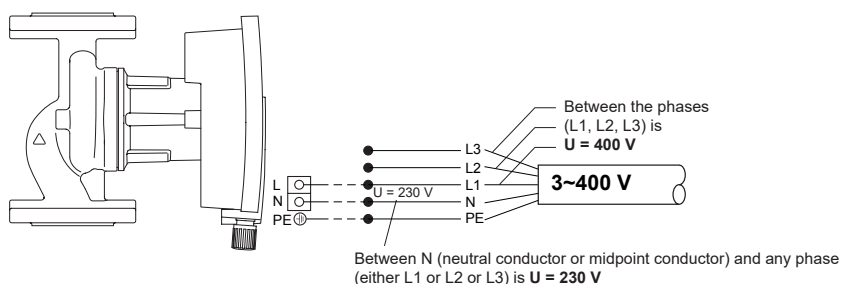 Between the phases
(L1, L2, L3) is
U = 400 V
L3
L2
L L1
U = 230 V
3~400 V
N N
PE PE
Between N (neutral conductor or midpoint conductor) and any phase
(either L1 or L2 or L3) is U = 230 V